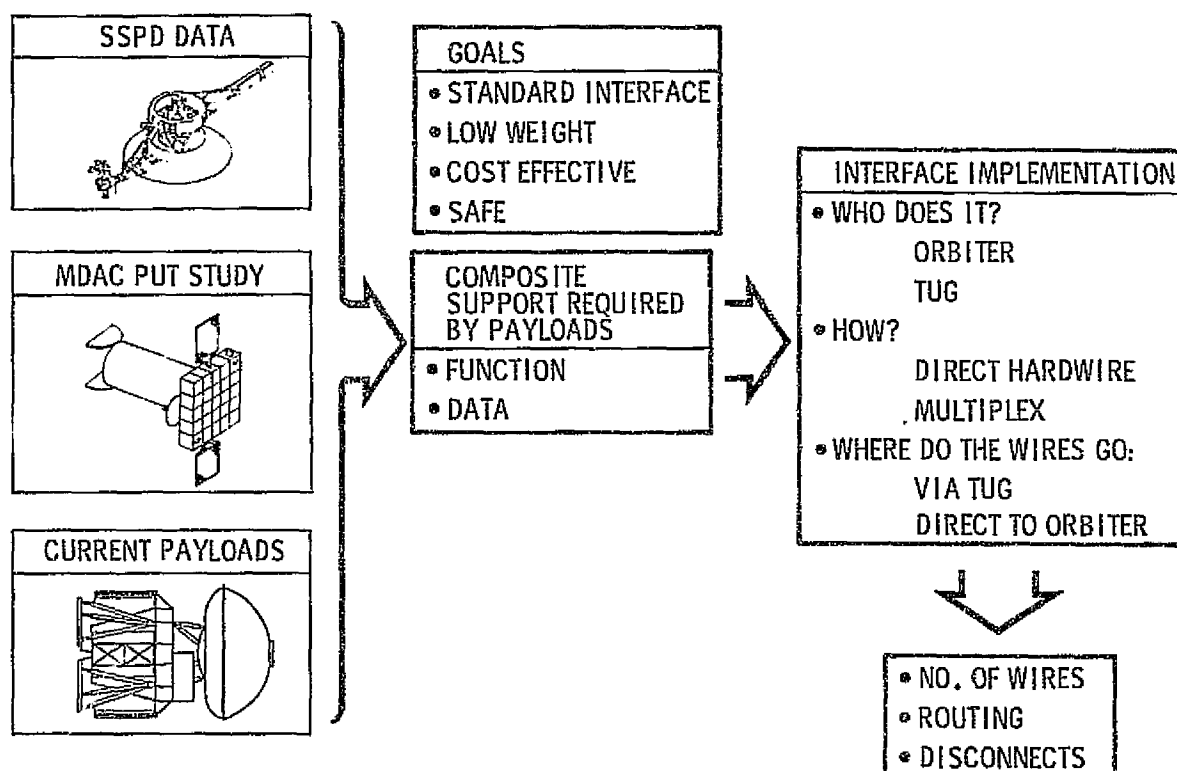 SSPD DATA
MDAC PUT STUDY
CURRENT PAYLOADS
GOALS
• STANDARD INTERFACE
• LOW WEIGHT
• COST EFFECTIVE
• SAFE
COMPOSITE
SUPPORT REQUIRED
BY PAYLOADS
• FUNCTION
• DATA
INTERFACE IMPLEMENTATION
• WHO DOES IT?
ORBITER
TUG
• HOW?
DIRECT HARDWIRE
MULTIPLEX
• WHERE DO THE WIRES GO:
VIA TUG
DIRECT TO ORBITER
• NO. OF WIRES
• ROUTING
• DISCONNECTS